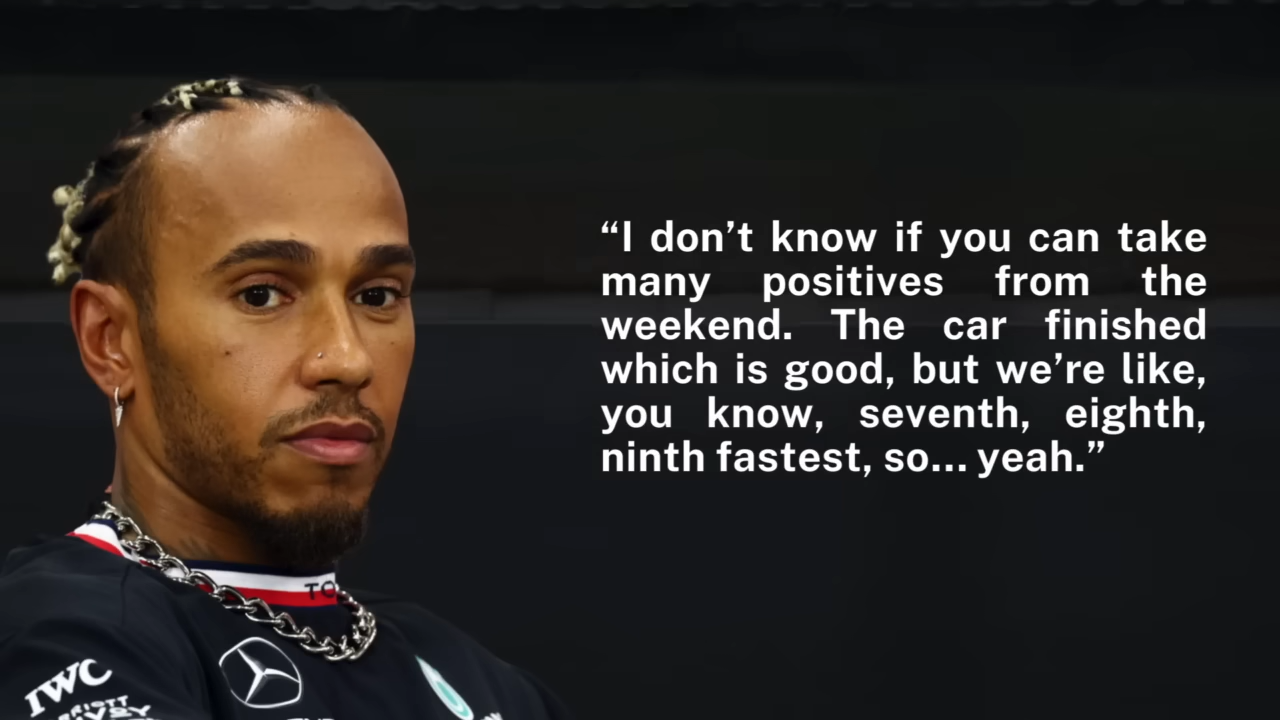 “I don’t know if you can take
many positives from the
weekend. The car finished
which is good, but we’re like,
you know, seventh, eighth,
ninth fastest, so... yeah.”
IWC